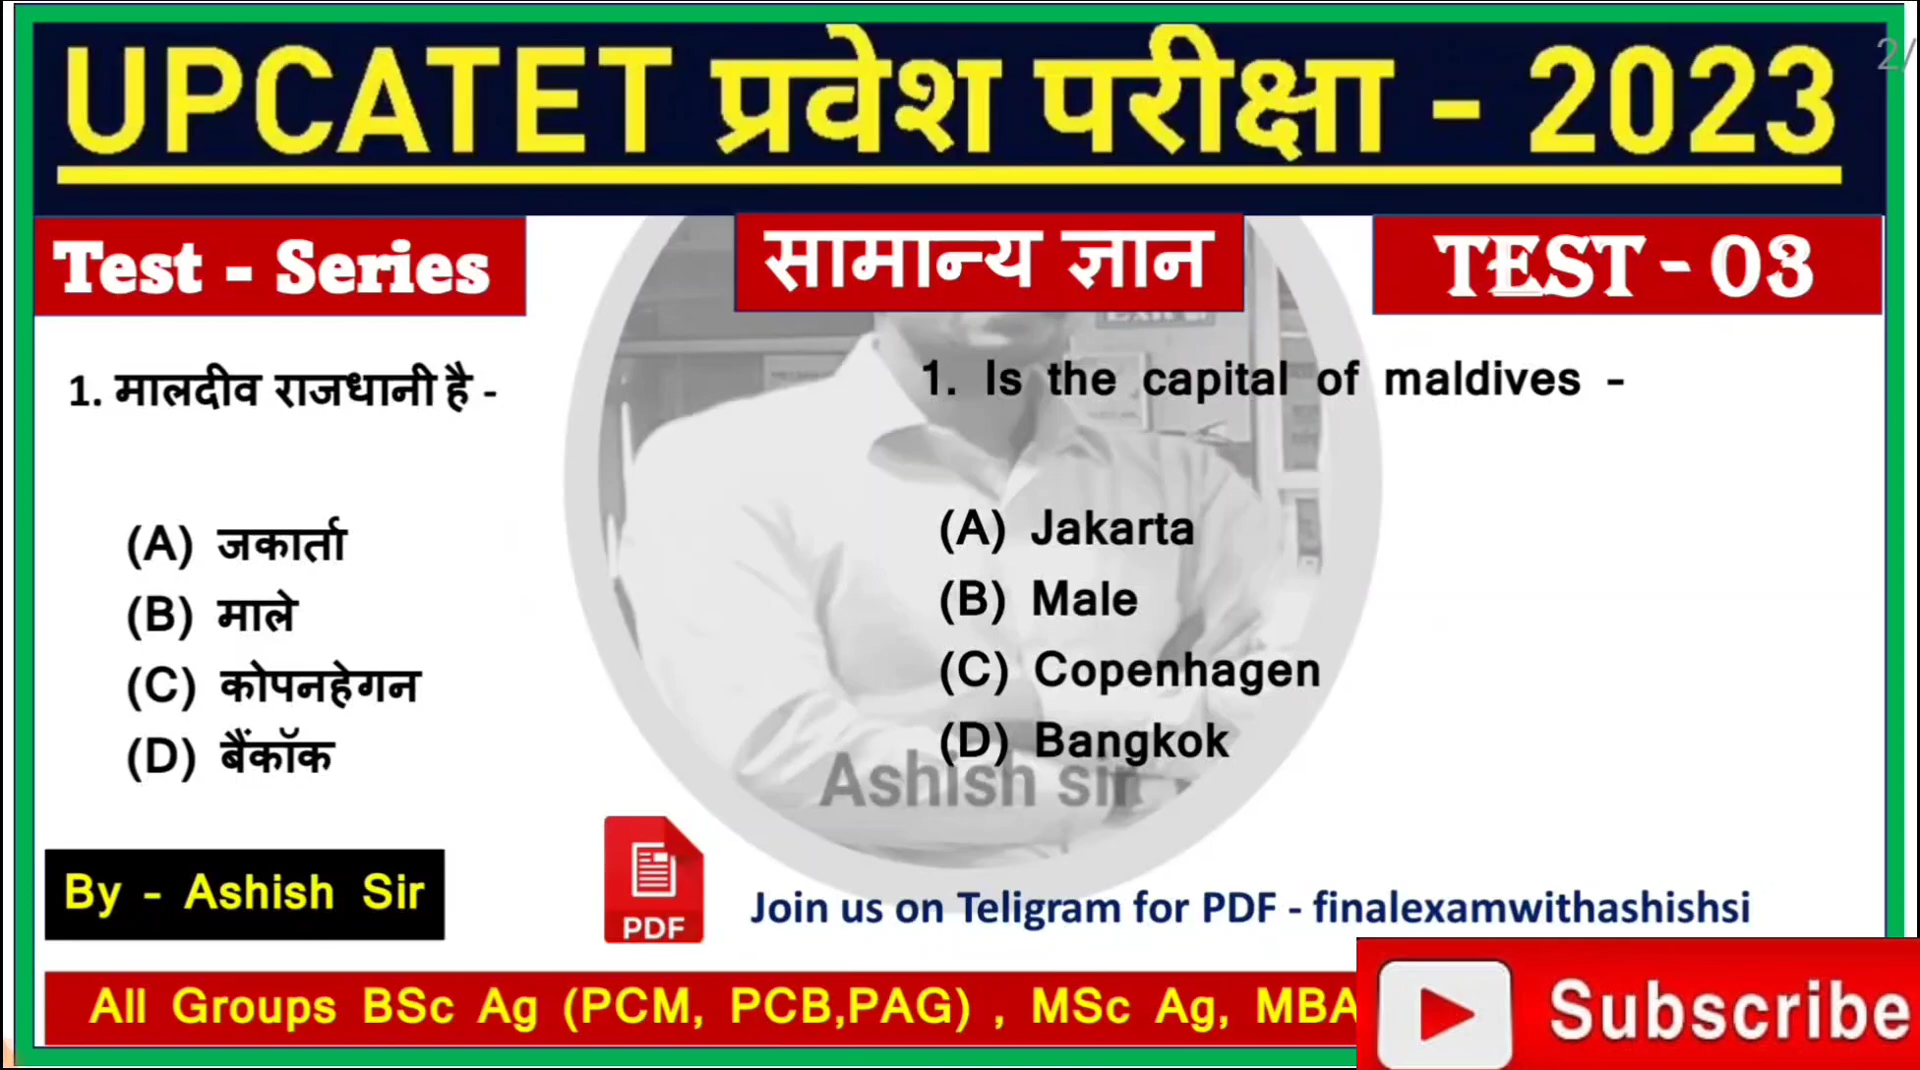 UPCATET प्रवेश परीक्षा - 2023
2/
Test - Series
सामान्य ज्ञान
TEST - 03
1. मालदीव राजधानी है -
(A) जकार्ता
(B) माले
(C) कोपनहेगन
(D) बैंकॉक
1. Is the capital of maldives -
(A) Jakarta
(B) Male
(C) Copenhagen
(D) Bangkok
Ashish sir
By - Ashish Sir
PDF
Join us on Teligram for PDF - finalexamwithashishsi
All Groups BSc Ag (PCM, PCB,PAG) , MSc Ag, MBA
Subscribe